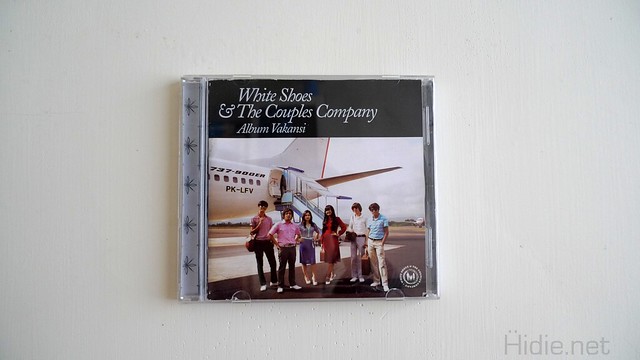 White Shoes
& The Couples Company
Album Vakansi
737-900ER
PK-LFV
Hidie.net